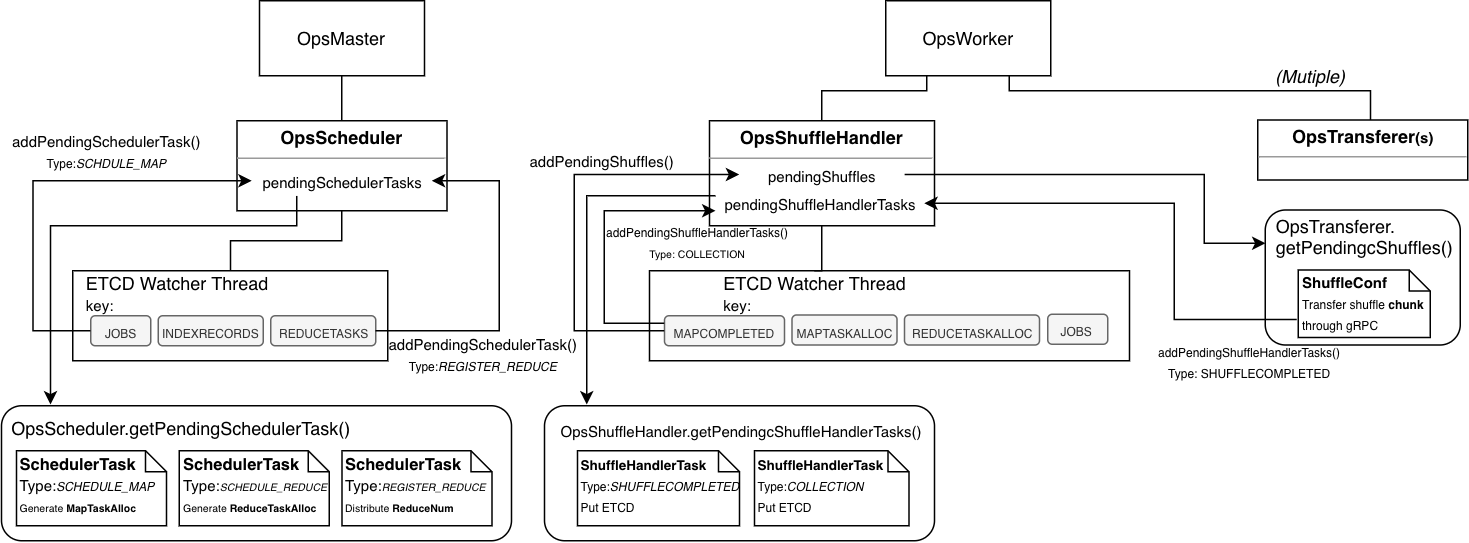 OpsMaster
OpsScheduler
pendingSchedulerTasks
addPendingSchedulerTask()
Type:SCHDULE_MAP
ETCD Watcher Thread
key:
JOBS
INDEXRECORDS
REDUCETASKS
addPendingSchedulerTask()
Type:REGISTER_REDUCE
OpsScheduler.getPendingSchedulerTask()
SchedulerTask
Type:SCHEDULE_MAP
Generate MapTaskAlloc
SchedulerTask
Type:SCHEDULE_REDUCE
Generate ReduceTaskAlloc
SchedulerTask
Type:REGISTER_REDUCE
Distribute ReduceNum
OpsWorker
(Mutiple)
OpsShuffleHandler
pendingShuffles
pendingShuffleHandlerTasks
addPendingShuffles()
addPendingShuffleHandlerTasks()
Type: COLLECTION
ETCD Watcher Thread
key:
MAPCOMPLETED
MAPTASKALLOC
REDUCETASKALLOC
JOBS
OpsShuffleHandler.getPendingcShuffleHandlerTasks()
ShuffleHandlerTask
Type:SHUFFLECOMPLETED
Put ETCD
ShuffleHandlerTask
Type:COLLECTION
Put ETCD
OpsTransferer(s)
OpsTransferer.
getPendingcShuffles()
ShuffleConf
Transfer shuffle chunk
through gRPC
addPendingShuffleHandlerTasks()
Type: SHUFFLECOMPLETED